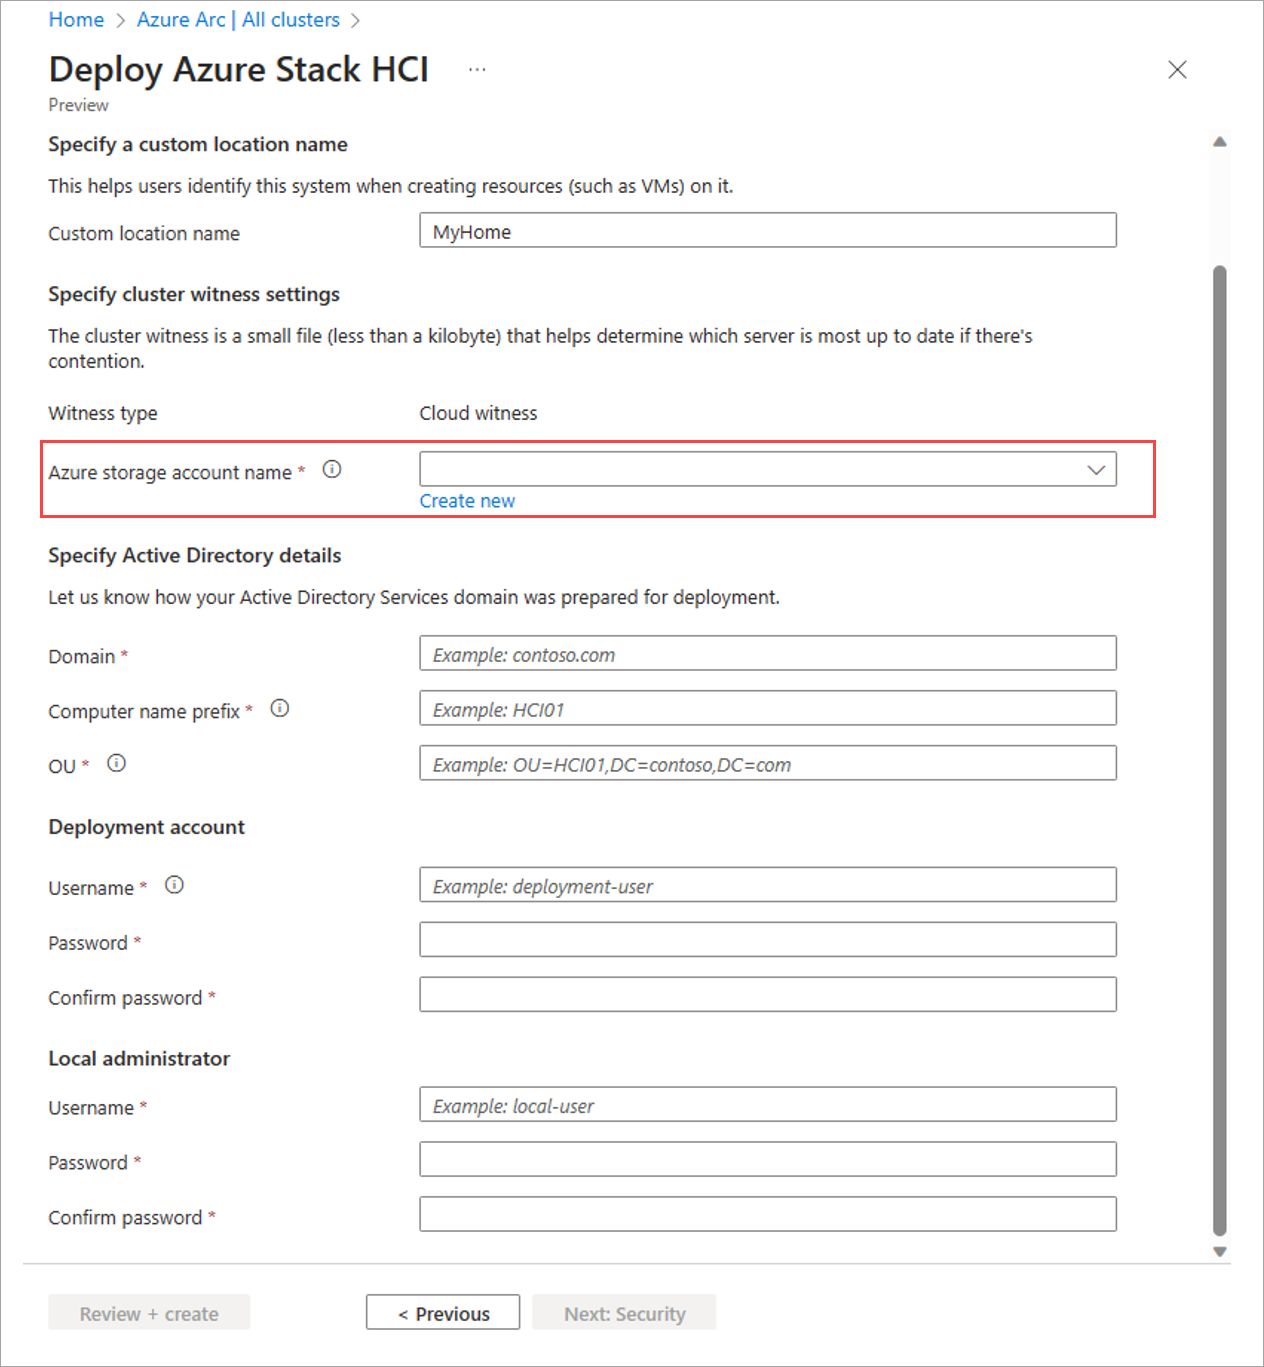 Home > Azure Arc | All clusters >
Deploy Azure Stack HCI ...
Preview
Specify a custom location name
This helps users identify this system when creating resources (such as VMs) on it.
Custom location name MyHome
Specify cluster witness settings
The cluster witness is a small file (less than a kilobyte) that helps determine which server is most up to date if there's
contention.
Witness type Cloud witness
Azure storage account name *
Create new
Specify Active Directory details
Let us know how your Active Directory Services domain was prepared for deployment.
Domain * Example: contoso.com
Computer name prefix * Example: HCI01
OU * Example: OU=HCI01,DC=contoso,DC=com
Deployment account
Username * Example: deployment-user
Password *
Confirm password *
Local administrator
Username * Example: local-user
Password *
Confirm password *
Review + create < Previous Next: Security